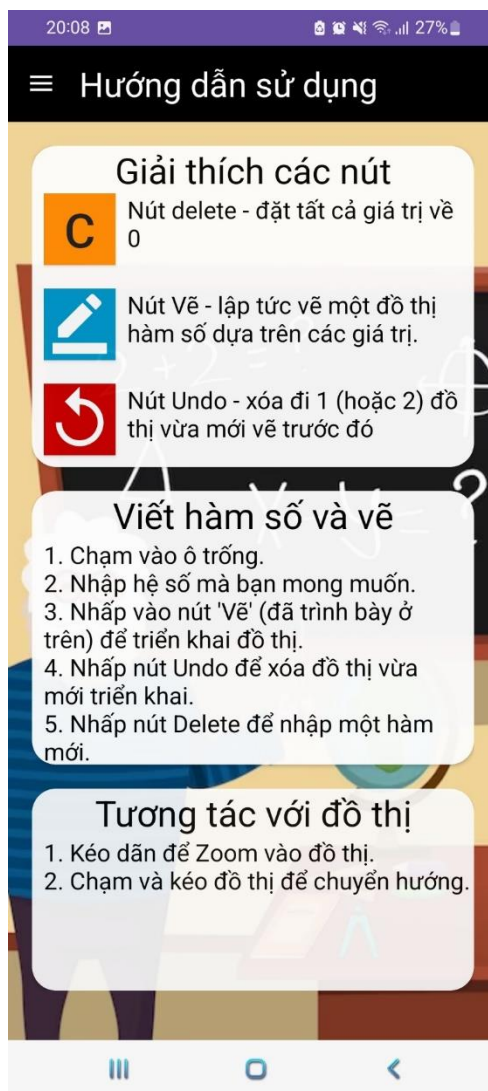 20:08 27%
Hướng dẫn sử dụng
Giải thích các nút
C
Nút delete - đặt tất cả giá trị về
0
Nút Vẽ - lập tức vẽ một đồ thị
hàm số dựa trên các giá trị.
Nút Undo - xóa đi 1 (hoặc 2) đồ
thị vừa mới vẽ trước đó
Viết hàm số và vẽ
1. Chạm vào ô trống.
2. Nhập hệ số mà bạn mong muốn.
3. Nhấp vào nút 'Vẽ' (đã trình bày ở
trên) để triển khai đồ thị.
4. Nhấp nút Undo để xóa đồ thị vừa
mới triển khai.
5. Nhấp nút Delete để nhập một hàm
mới.
Tương tác với đồ thị
1. Kéo dãn để Zoom vào đồ thị.
2. Chạm và kéo đồ thị để chuyển hướng.